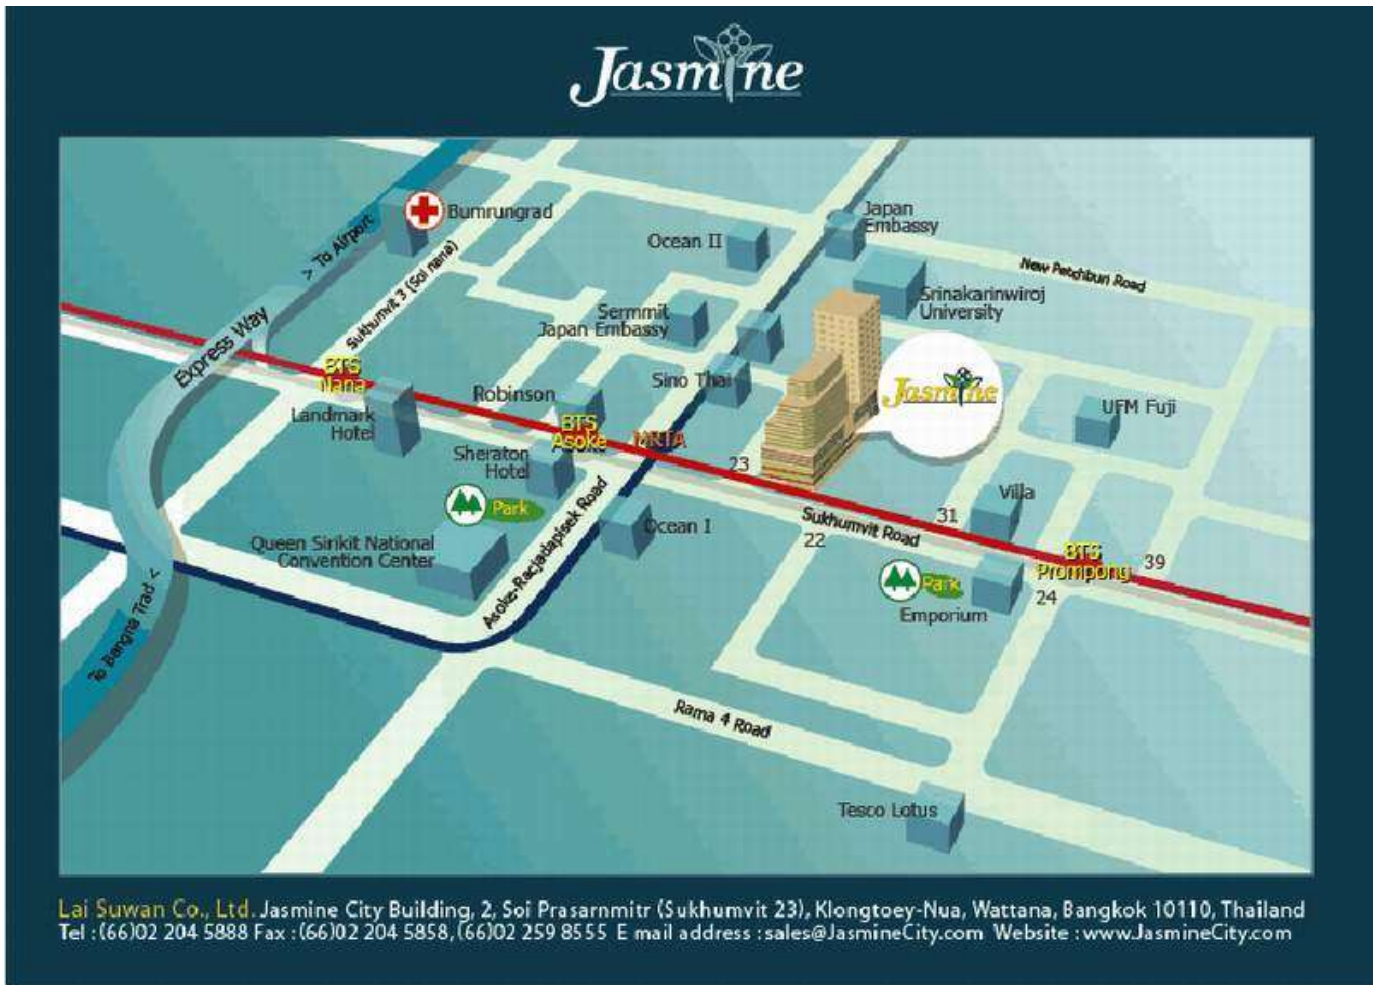 Jasmine
Bumrungrad
Japan
Embassy
> To Airport
Ocean II
Sukhumvit 3 (Soi nana)
New Petchburi Road
Srinakarinwiroj
University
Sermmit
Japan Embassy
Express Way
BTS
Nana
Sino Thai
Jasmine
Robinson
Landmark
Hotel
UFM Fuji
BTS
Asoke
MRTA
Sheraton
Hotel
23
Villa
Park
31
Sukhumvit Road
22
Ocean I
Queen Sirikit National
Convention Center
Asoke-Racjadapisek Road
BTS
Prompong
39
Park
24
Emporium
To Bangna Trad <
Rama 4 Road
Tesco Lotus
Lai Suwan Co., Ltd. Jasmine City Building, 2, Soi Prasarnmitr (Sukhumvit 23), Klongtoey-Nua, Wattana, Bangkok 10110, Thailand
Tel : (66)02 204 5888 Fax : (66)02 204 5858, (66)02 259 8555 E mail address : sales@JasmineCity.com Website : www.JasmineCity.com